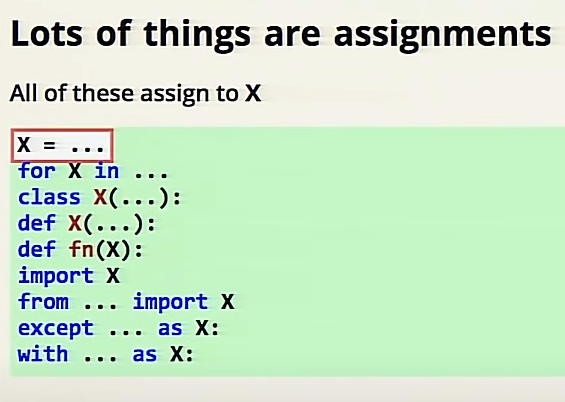 Lots of things are assignments
All of these assign to X
X = ...
for X in ...
class X(...):
def X(...):
def fn(X):
import X
from ... import X
except ... as X:
with ... as X: